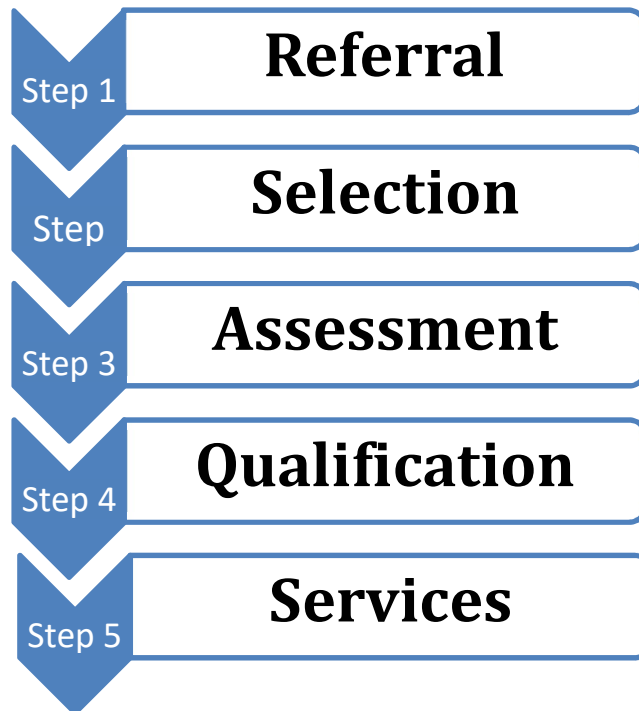 Step 1
Referral
Step
Selection
Step 3
Assessment
Step 4
Qualification
Step 5
Services